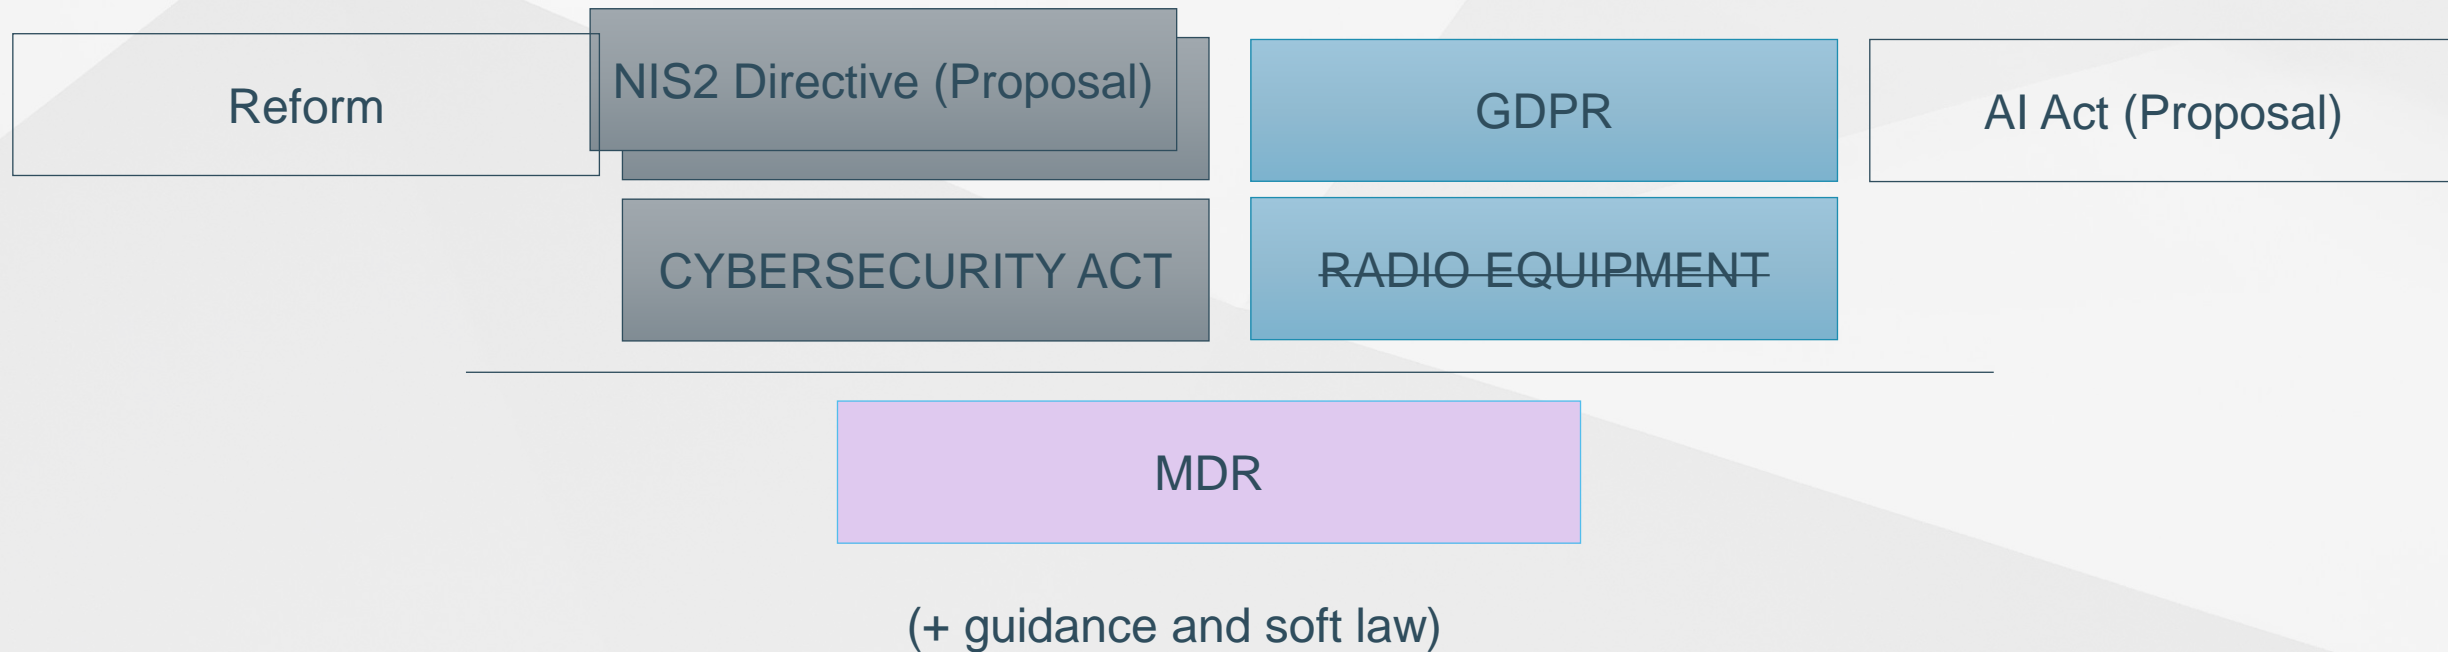 Reform
NIS2 Directive (Proposal)
GDPR
AI Act (Proposal)
CYBERSECURITY ACT
RADIO EQUIPMENT
MDR
(+ guidance and soft law)